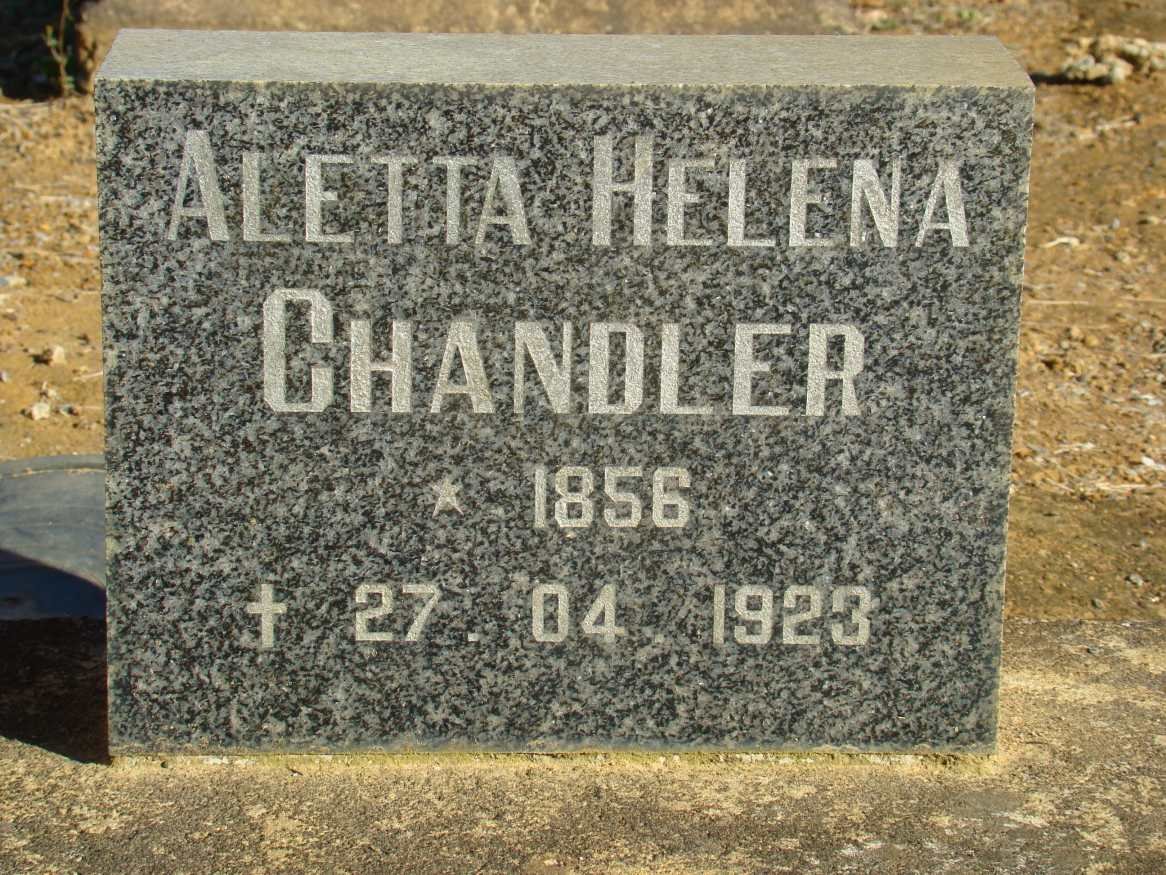 ALETTA HELENA
CHANDLER
★ 1856
✝ 27. 04. 1923